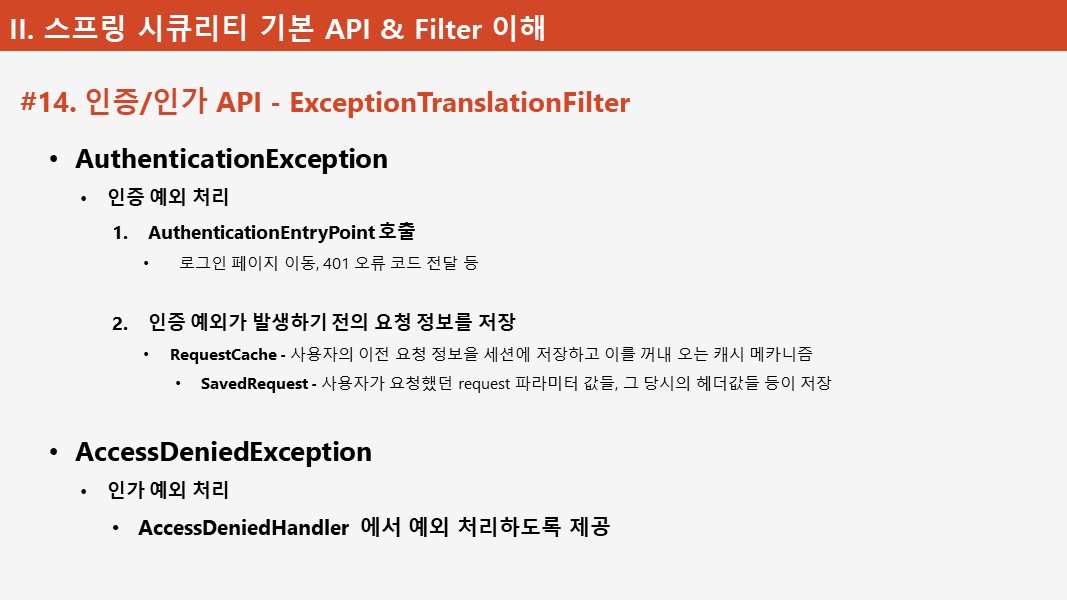 II. 스프링 시큐리티 기본 API & Filter 이해
#14. 인증/인가 API - ExceptionTranslationFilter
• AuthenticationException
• 인증 예외 처리
1. AuthenticationEntryPoint 호출
• 로그인 페이지 이동, 401 오류 코드 전달 등
2. 인증 예외가 발생하기 전의 요청 정보를 저장
• RequestCache - 사용자의 이전 요청 정보을 세션에 저장하고 이를 꺼내 오는 캐시 메카니즘
• SavedRequest - 사용자가 요청했던 request 파라미터 값들, 그 당시의 헤더값들 등이 저장
• AccessDeniedException
• 인가 예외 처리
• AccessDeniedHandler 에서 예외 처리하도록 제공